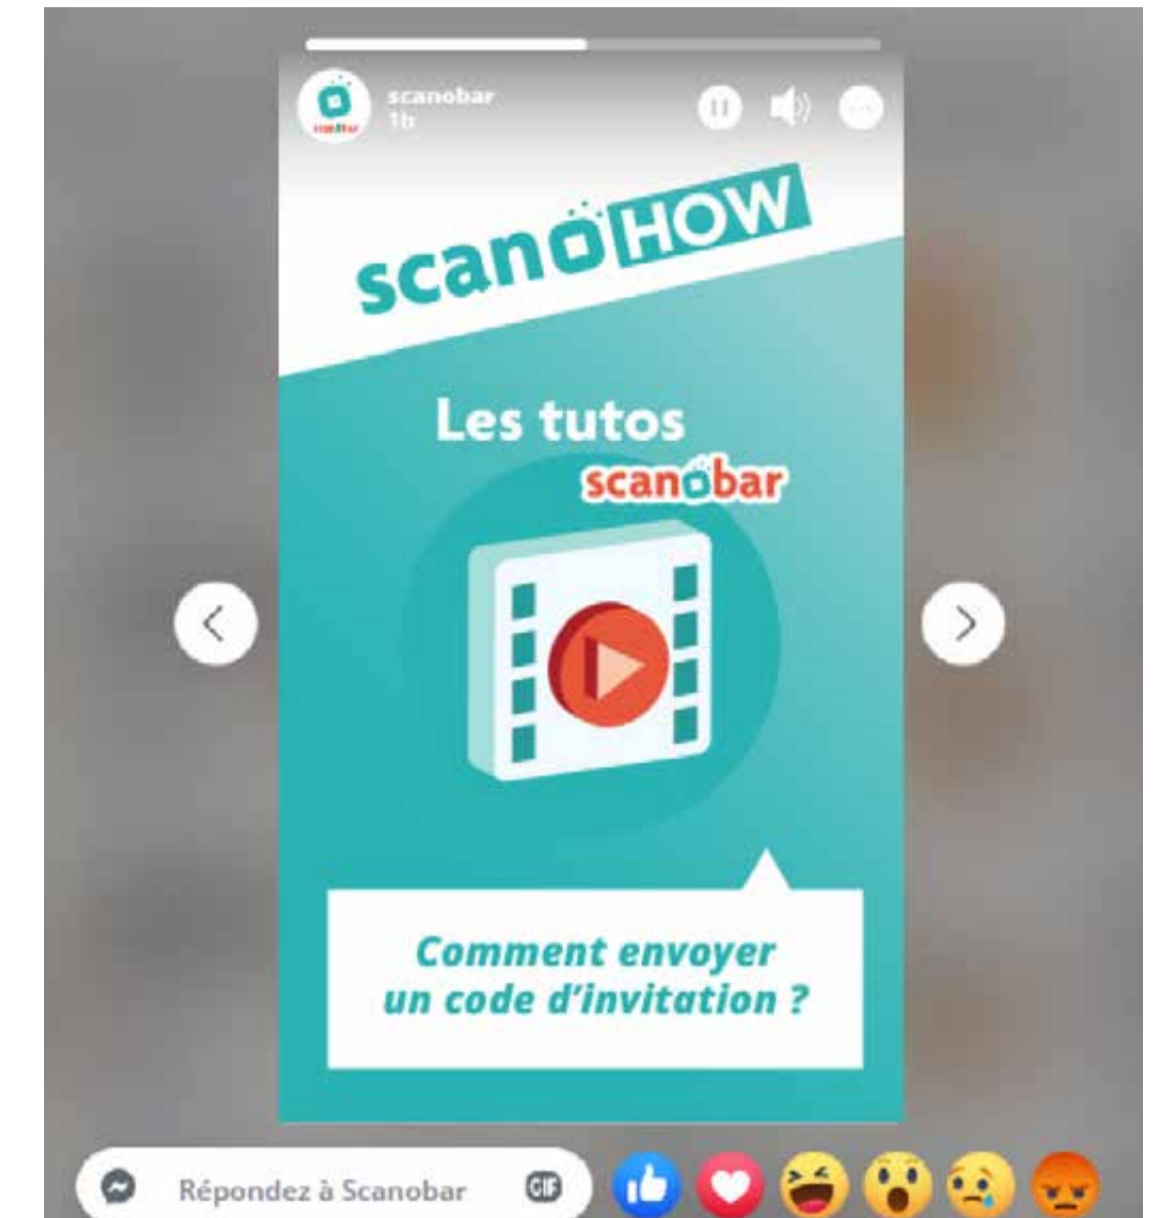 scanobar
1h
scanoHOW
Les tutos
scanobar
Comment envoyer
un code d'invitation ?
Répondez à Scanobar
GIF